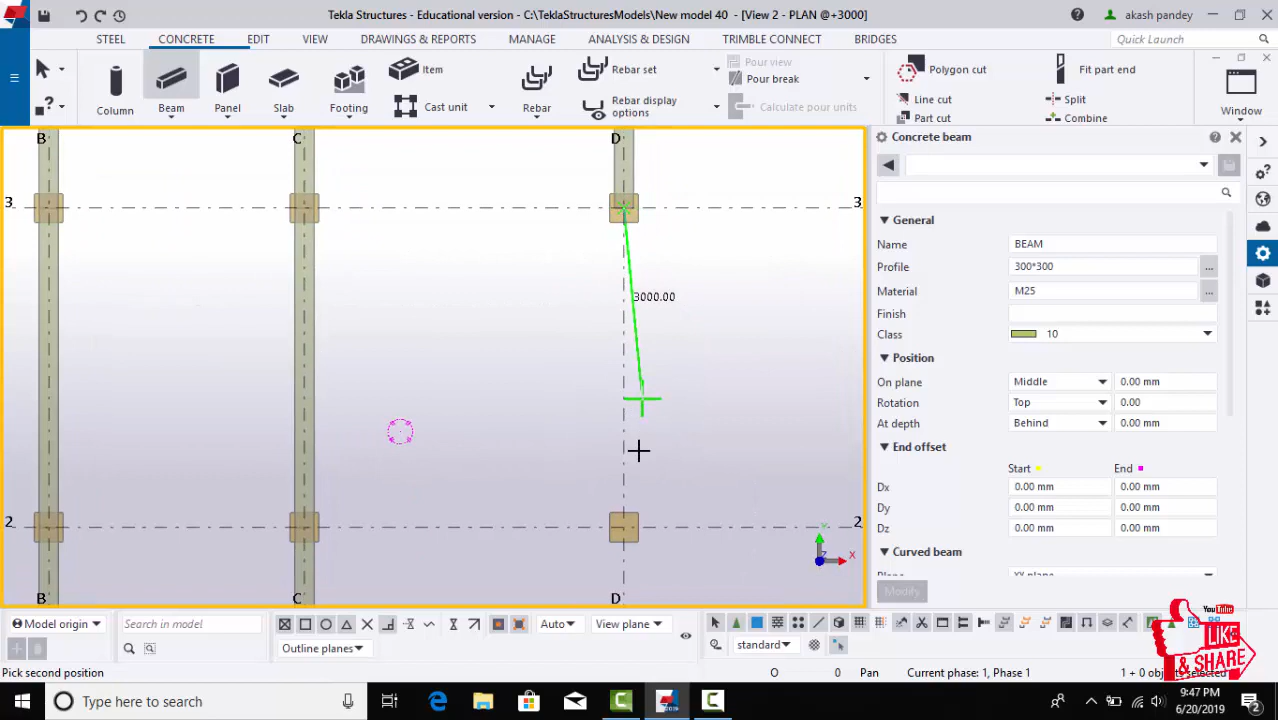 Tekla Structures - Educational version - C:\TeklaStructuresModels\New model 40 - [View 2 - PLAN @+3000]
akash pandey
STEEL CONCRETE EDIT VIEW DRAWINGS & REPORTS MANAGE ANALYSIS & DESIGN TRIMBLE CONNECT BRIDGES
Quick Launch
Column
Beam
Panel
Slab
Footing
Item
Cast unit
Rebar
Rebar set
Rebar display
options
Pour view
Pour break
Calculate pour units
Polygon cut
Line cut
Part cut
Fit part end
Split
Combine
Window
B C D
3 3
3000.00
2 2
B C D
Y
X
Z
Concrete beam
General
Name BEAM
Profile 300*300 ...
Material M25 ...
Finish
Class 10
Position
On plane Middle 0.00 mm
Rotation Top 0.00
At depth Behind 0.00 mm
End offset
Start End
Dx 0.00 mm 0.00 mm
Dy 0.00 mm 0.00 mm
Dz 0.00 mm 0.00 mm
Curved beam
Plane XY plane
Modify
Model origin
Search in model
Auto
View plane
Outline planes
standard
Pick second position
O 0 Pan Current phase: 1, Phase 1 1 + 0 objects selected
YouTube
LIKE
& SHARE
Type here to search
9:47 PM
6/20/2019
2